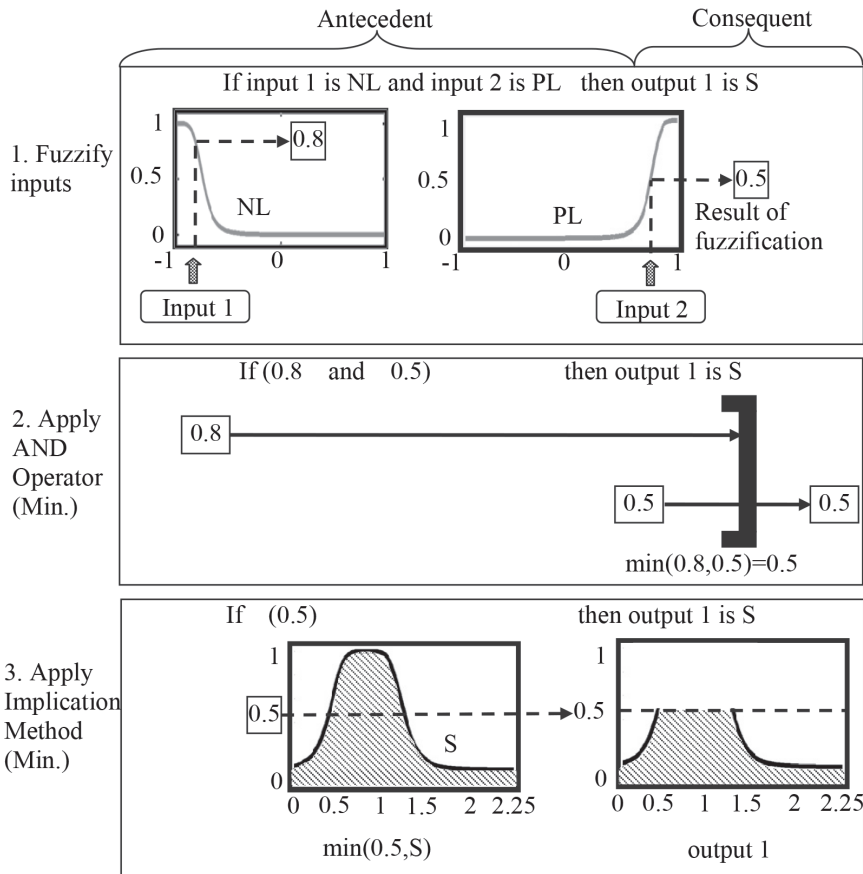 Antecedent
Consequent
If input 1 is NL and input 2 is PL then output 1 is S
1. Fuzzify
inputs
1
0.5
0
0.8
NL
-1
0
1
Input 1
1
0.5
0
0.5
PL
Result of
fuzzification
-1
0
1
Input 2
If (0.8 and 0.5) then output 1 is S
2. Apply
AND
Operator
(Min.)
0.8
0.5
0.5
min(0.8,0.5)=0.5
If (0.5) then output 1 is S
3. Apply
Implication
Method
(Min.)
1
0.5
0
S
0 0.5 1 1.5 2 2.25
min(0.5,S)
1
0.5
0
0 0.5 1 1.5 2 2.25
output 1